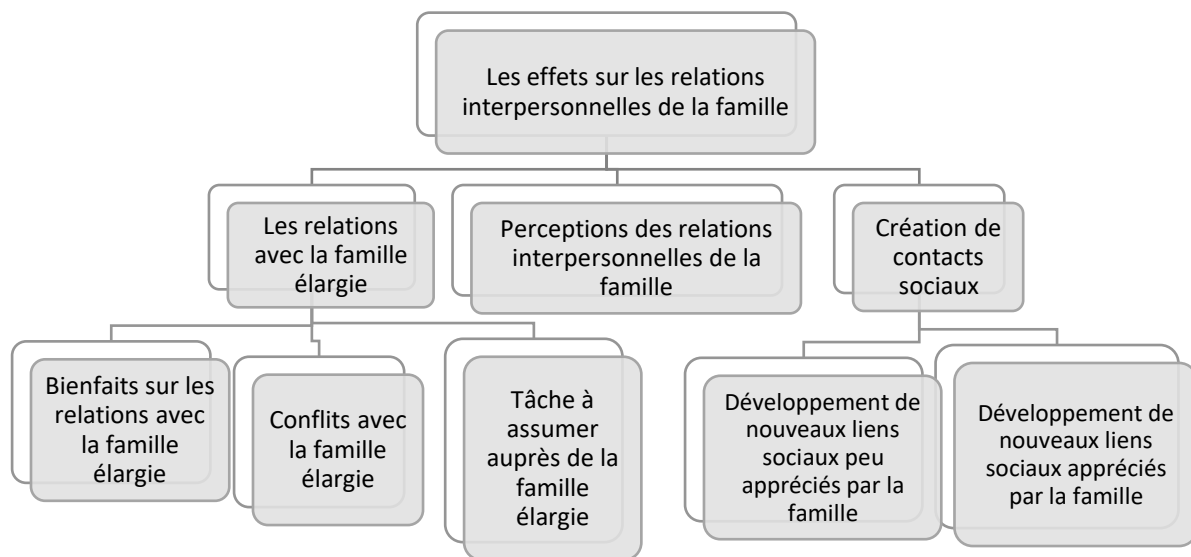 Les effets sur les relations
interpersonnelles de la famille
Les relations
avec la famille
élargie
Perceptions des relations
interpersonnelles de la
famille
Création de
contacts
sociaux
Bienfaits sur les
relations avec
la famille
élargie
Conflits avec
la famille
élargie
Tâche à
assumer
auprès de la
famille
élargie
Développement de
nouveaux liens
sociaux peu
appréciés par la
famille
Développement de
nouveaux liens
sociaux appréciés
par la famille